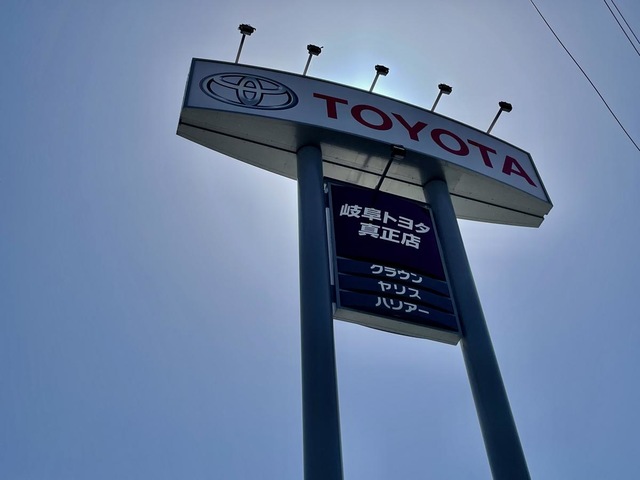 TOYOTA
岐阜トヨタ
真正店
クラウン
ヤリス
ハリアー